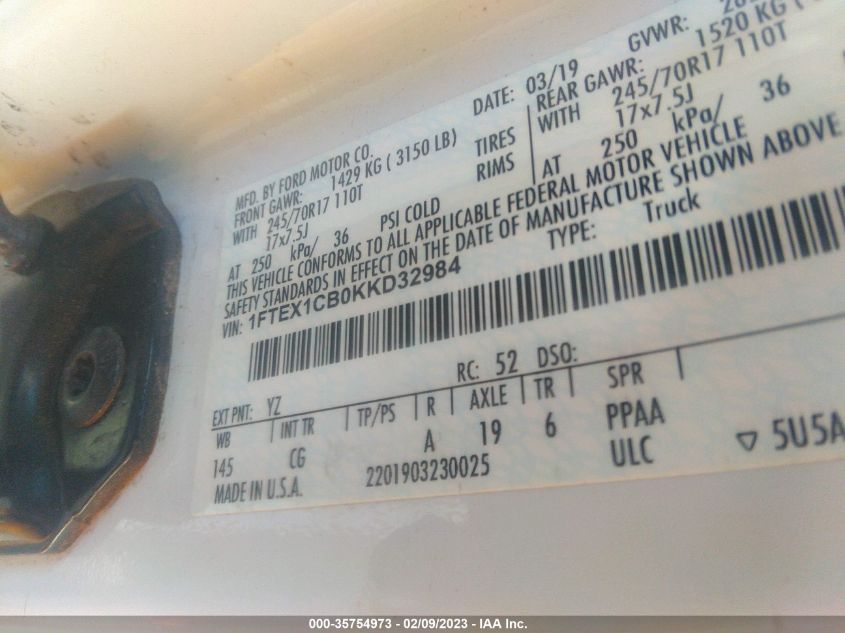 MFD. BY FORD MOTOR CO.
DATE: 03/19
GVWR:
FRONT GAWR: 1429 KG ( 3150 LB)
REAR GAWR: 1520 KG (
WITH 245/70R17 110T TIRES
WITH 245/70R17 110T
17x7.5J RIMS
17x7.5J
AT 250 kPa/ 36 PSI COLD
AT 250 kPa/ 36
THIS VEHICLE CONFORMS TO ALL APPLICABLE FEDERAL MOTOR VEHICLE
SAFETY STANDARDS IN EFFECT ON THE DATE OF MANUFACTURE SHOWN ABOVE
VIN: 1FTEX1CB0KKD32984
TYPE: Truck
EXT PNT: YZ RC: 52 DSO:
WB INT TR TP/PS R AXLE TR SPR
145 CG A 19 6 PPAA
MADE IN U.S.A. 2201903230025 ULC
5U5A
000-35754973 - 02/09/2023 - IAA Inc.